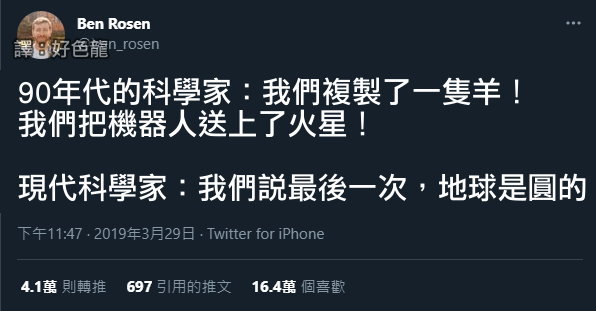 Ben Rosen
@ben_rosen
譯：好色龍
90年代的科學家：我們複製了一隻羊！
我們把機器人送上了火星！
現代科學家：我們説最後一次，地球是圓的
下午11:47 · 2019年3月29日 · Twitter for iPhone
4.1萬 則轉推 697 引用的推文 16.4萬 個喜歡